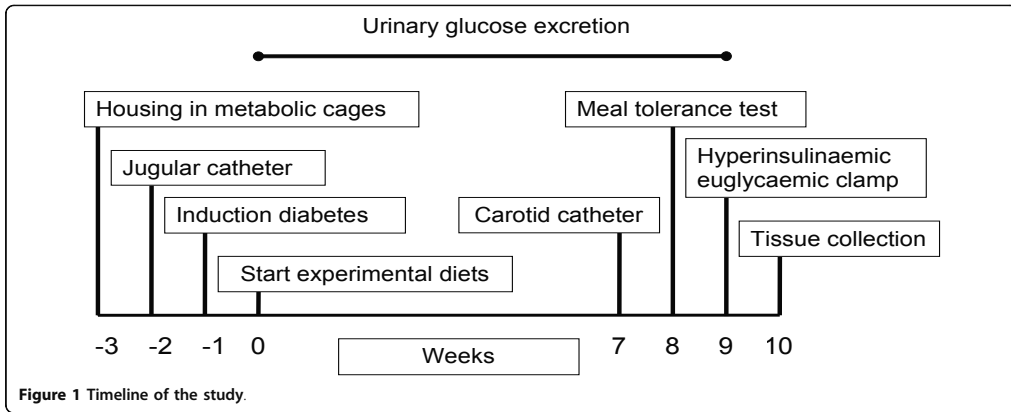 Urinary glucose excretion
Housing in metabolic cages
Meal tolerance test
Jugular catheter
Hyperinsulinaemic
euglycaemic clamp
Induction diabetes
Carotid catheter
Tissue collection
Start experimental diets
-3 -2 -1 0 7 8 9 10
Weeks
Figure 1 Timeline of the study.